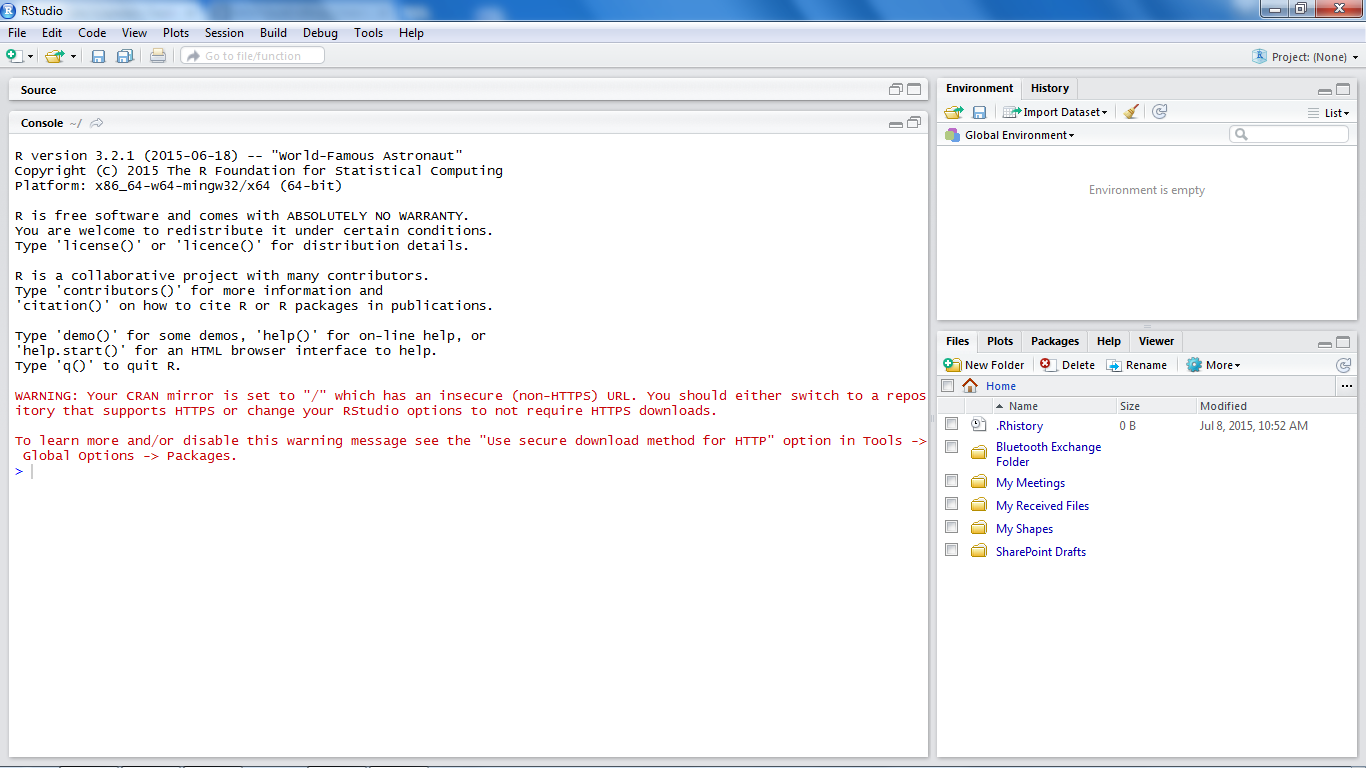 RStudio
File Edit Code View Plots Session Build Debug Tools Help
Go to file/function
Project: (None)
Source
Console ~/
R version 3.2.1 (2015-06-18) -- "World-Famous Astronaut"
Copyright (C) 2015 The R Foundation for Statistical Computing
Platform: x86_64-w64-mingw32/x64 (64-bit)
R is free software and comes with ABSOLUTELY NO WARRANTY.
You are welcome to redistribute it under certain conditions.
Type 'license()' or 'licence()' for distribution details.
R is a collaborative project with many contributors.
Type 'contributors()' for more information and
'citation()' on how to cite R or R packages in publications.
Type 'demo()' for some demos, 'help()' for on-line help, or
'help.start()' for an HTML browser interface to help.
Type 'q()' to quit R.
WARNING: Your CRAN mirror is set to "/" which has an insecure (non-HTTPS) URL. You should either switch to a repos
itory that supports HTTPS or change your RStudio options to not require HTTPS downloads.
To learn more and/or disable this warning message see the "Use secure download method for HTTP" option in Tools ->
 Global Options -> Packages.
>
Environment History
Import Dataset List
Global Environment
Environment is empty
Files Plots Packages Help Viewer
New Folder Delete Rename More
Home ...
Name Size Modified
.Rhistory 0 B Jul 8, 2015, 10:52 AM
Bluetooth Exchange
Folder
My Meetings
My Received Files
My Shapes
SharePoint Drafts